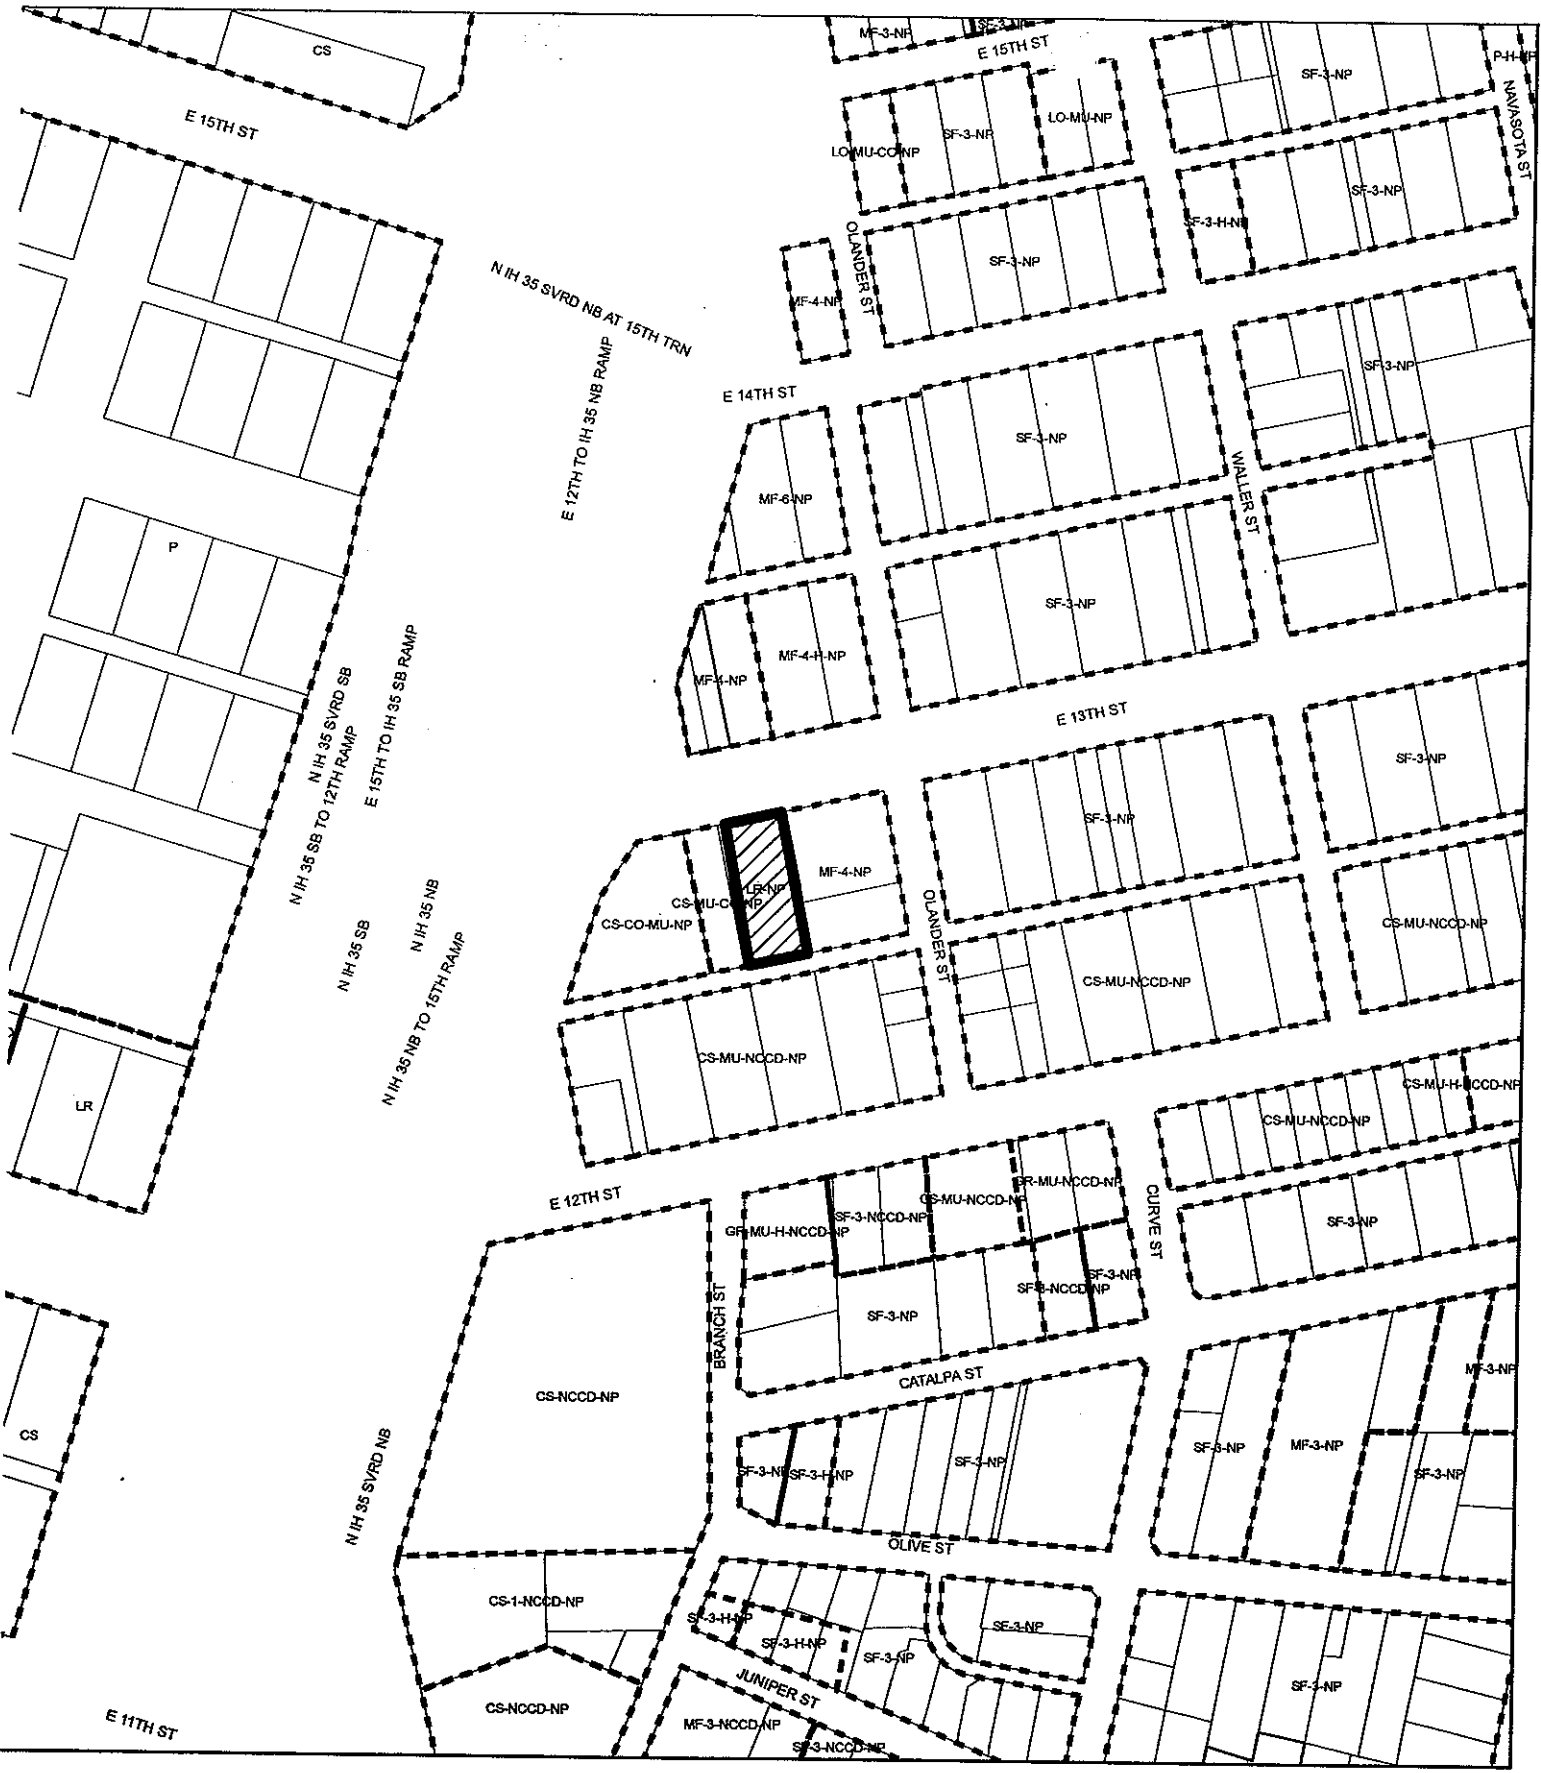 CS
MF-3-NP
SF-3-NP
E 15TH ST
E 15TH ST
LO-MU-CO-NP
SF-3-NP
LO-MU-NP
SF-3-NP
NAVASOTA ST
SF-3-H-NP
SF-3-NP
OLANDER ST
SF-3-NP
MF-4-NP
N IH 35 SVRD NB AT 15TH TRN
E 12TH TO IH 35 NB RAMP
E 14TH ST
SF-3-NP
SF-3-NP
MF-6-NP
WALLER ST
P
SF-3-NP
MF-4-NP
MF-4-H-NP
N IH 35 SVRD SB
N IH 35 SB TO 12TH RAMP
E 15TH TO IH 35 SB RAMP
E 13TH ST
SF-3-NP
SF-3-NP
MF-4-NP
LR-NP
CS-MU-CO-NP
CS-CO-MU-NP
OLANDER ST
CS-MU-NCCD-NP
CS-MU-NCCD-NP
N IH 35 SB
N IH 35 NB
N IH 35 NB TO 15TH RAMP
CS-MU-NCCD-NP
LR
CS-MU-H-NCCD-NP
CS-MU-NCCD-NP
E 12TH ST
GR-MU-H-NCCD-NP
SF-3-NCCD-NP
CS-MU-NCCD-NP
GR-MU-NCCD-NP
CURVE ST
SF-3-NP
BRANCH ST
SF-3-NP
SF-3-NCCD-NP
SF-3-NP
CATALPA ST
CS-NCCD-NP
MF-3-NP
CS
N IH 35 SVRD NB
SF-3-NP
SF-3-H-NP
SF-3-NP
SF-3-NP
MF-3-NP
SF-3-NP
OLIVE ST
CS-1-NCCD-NP
SF-3-H-NP
SF-3-H-NP
SF-3-NP
SF-3-NP
SF-3-NP
JUNIPER ST
CS-NCCD-NP
MF-3-NCCD-NP
SF-3-NCCD-NP
E 11TH ST